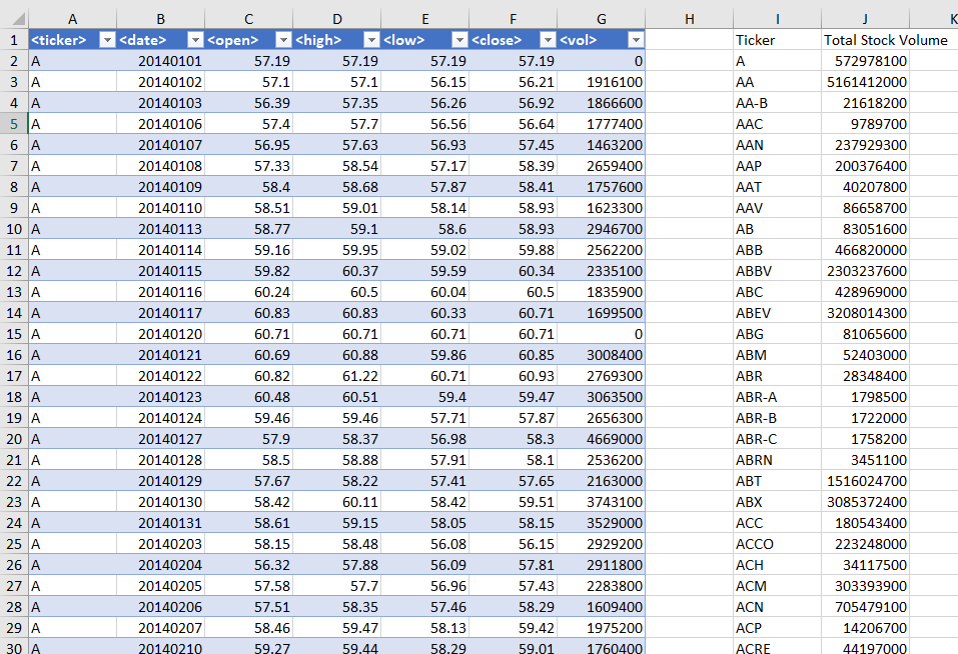 A B C D E F G H I J K
1 <ticker> <date> <open> <high> <low> <close> <vol> Ticker Total Stock Volume
2 A 20140101 57.19 57.19 57.19 57.19 0 A 572978100
3 A 20140102 57.1 57.1 56.15 56.21 1916100 AA 5161412000
4 A 20140103 56.39 57.35 56.26 56.92 1866600 AA-B 21618200
5 A 20140106 57.4 57.7 56.56 56.64 1777400 AAC 9789700
6 A 20140107 56.95 57.63 56.93 57.45 1463200 AAN 237929300
7 A 20140108 57.33 58.54 57.17 58.39 2659400 AAP 200376400
8 A 20140109 58.4 58.68 57.87 58.41 1757600 AAT 40207800
9 A 20140110 58.51 59.01 58.14 58.93 1623300 AAV 86658700
10 A 20140113 58.77 59.1 58.6 58.93 2946700 AB 83051600
11 A 20140114 59.16 59.95 59.02 59.88 2562200 ABB 466820000
12 A 20140115 59.82 60.37 59.59 60.34 2335100 ABBV 2303237600
13 A 20140116 60.24 60.5 60.04 60.5 1835900 ABC 428969000
14 A 20140117 60.83 60.83 60.33 60.71 1699500 ABEV 3208014300
15 A 20140120 60.71 60.71 60.71 60.71 0 ABG 81065600
16 A 20140121 60.69 60.88 59.86 60.85 3008400 ABM 52403000
17 A 20140122 60.82 61.22 60.71 60.93 2769300 ABR 28348400
18 A 20140123 60.48 60.51 59.4 59.47 3063500 ABR-A 1798500
19 A 20140124 59.46 59.46 57.71 57.87 2656300 ABR-B 1722000
20 A 20140127 57.9 58.37 56.98 58.3 4669000 ABR-C 1758200
21 A 20140128 58.5 58.88 57.91 58.1 2536200 ABRN 3451100
22 A 20140129 57.67 58.22 57.41 57.65 2163000 ABT 1516024700
23 A 20140130 58.42 60.11 58.42 59.51 3743100 ABX 3085372400
24 A 20140131 58.61 59.15 58.05 58.15 3529000 ACC 180543400
25 A 20140203 58.15 58.48 56.08 56.15 2929200 ACCO 223248000
26 A 20140204 56.32 57.88 56.09 57.81 2911800 ACH 34117500
27 A 20140205 57.58 57.7 56.96 57.43 2283800 ACM 303393900
28 A 20140206 57.51 58.35 57.46 58.29 1609400 ACN 705479100
29 A 20140207 58.46 59.47 58.13 59.42 1975200 ACP 14206700
30 A 20140210 59.27 59.44 58.29 59.01 1760400 ACRE 44197000